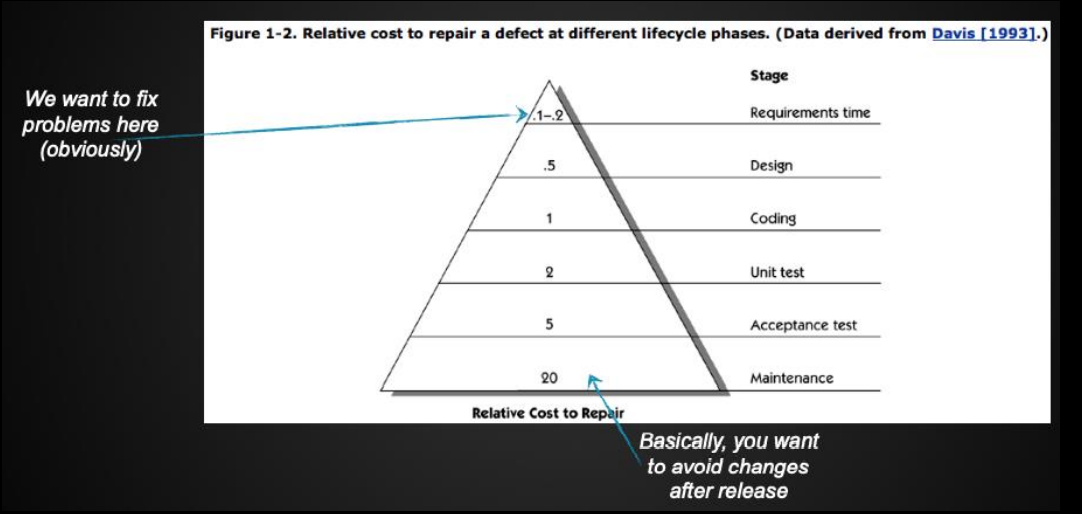 Figure 1-2. Relative cost to repair a defect at different lifecycle phases. (Data derived from Davis [1993].)
We want to fix
problems here
(obviously)
Stage
.1–.2 Requirements time
.5 Design
1 Coding
2 Unit test
5 Acceptance test
20 Maintenance
Relative Cost to Repair
Basically, you want
to avoid changes
after release